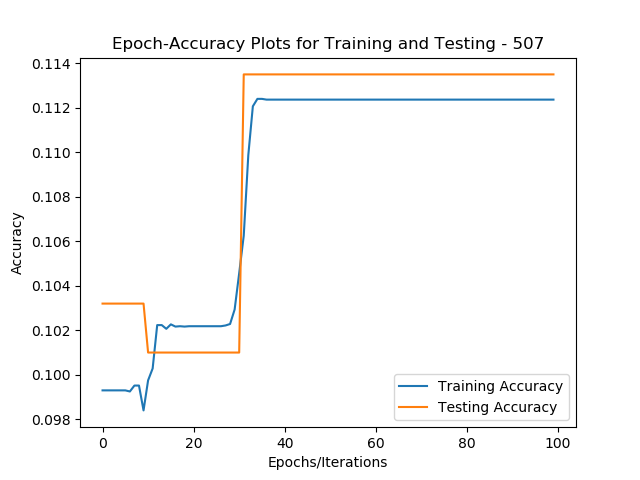 Epoch-Accuracy Plots for Training and Testing - 507
Accuracy
0.114
0.112
0.110
0.108
0.106
0.104
0.102
0.100
0.098
0 20 40 60 80 100
Epochs/Iterations
Training Accuracy
Testing Accuracy